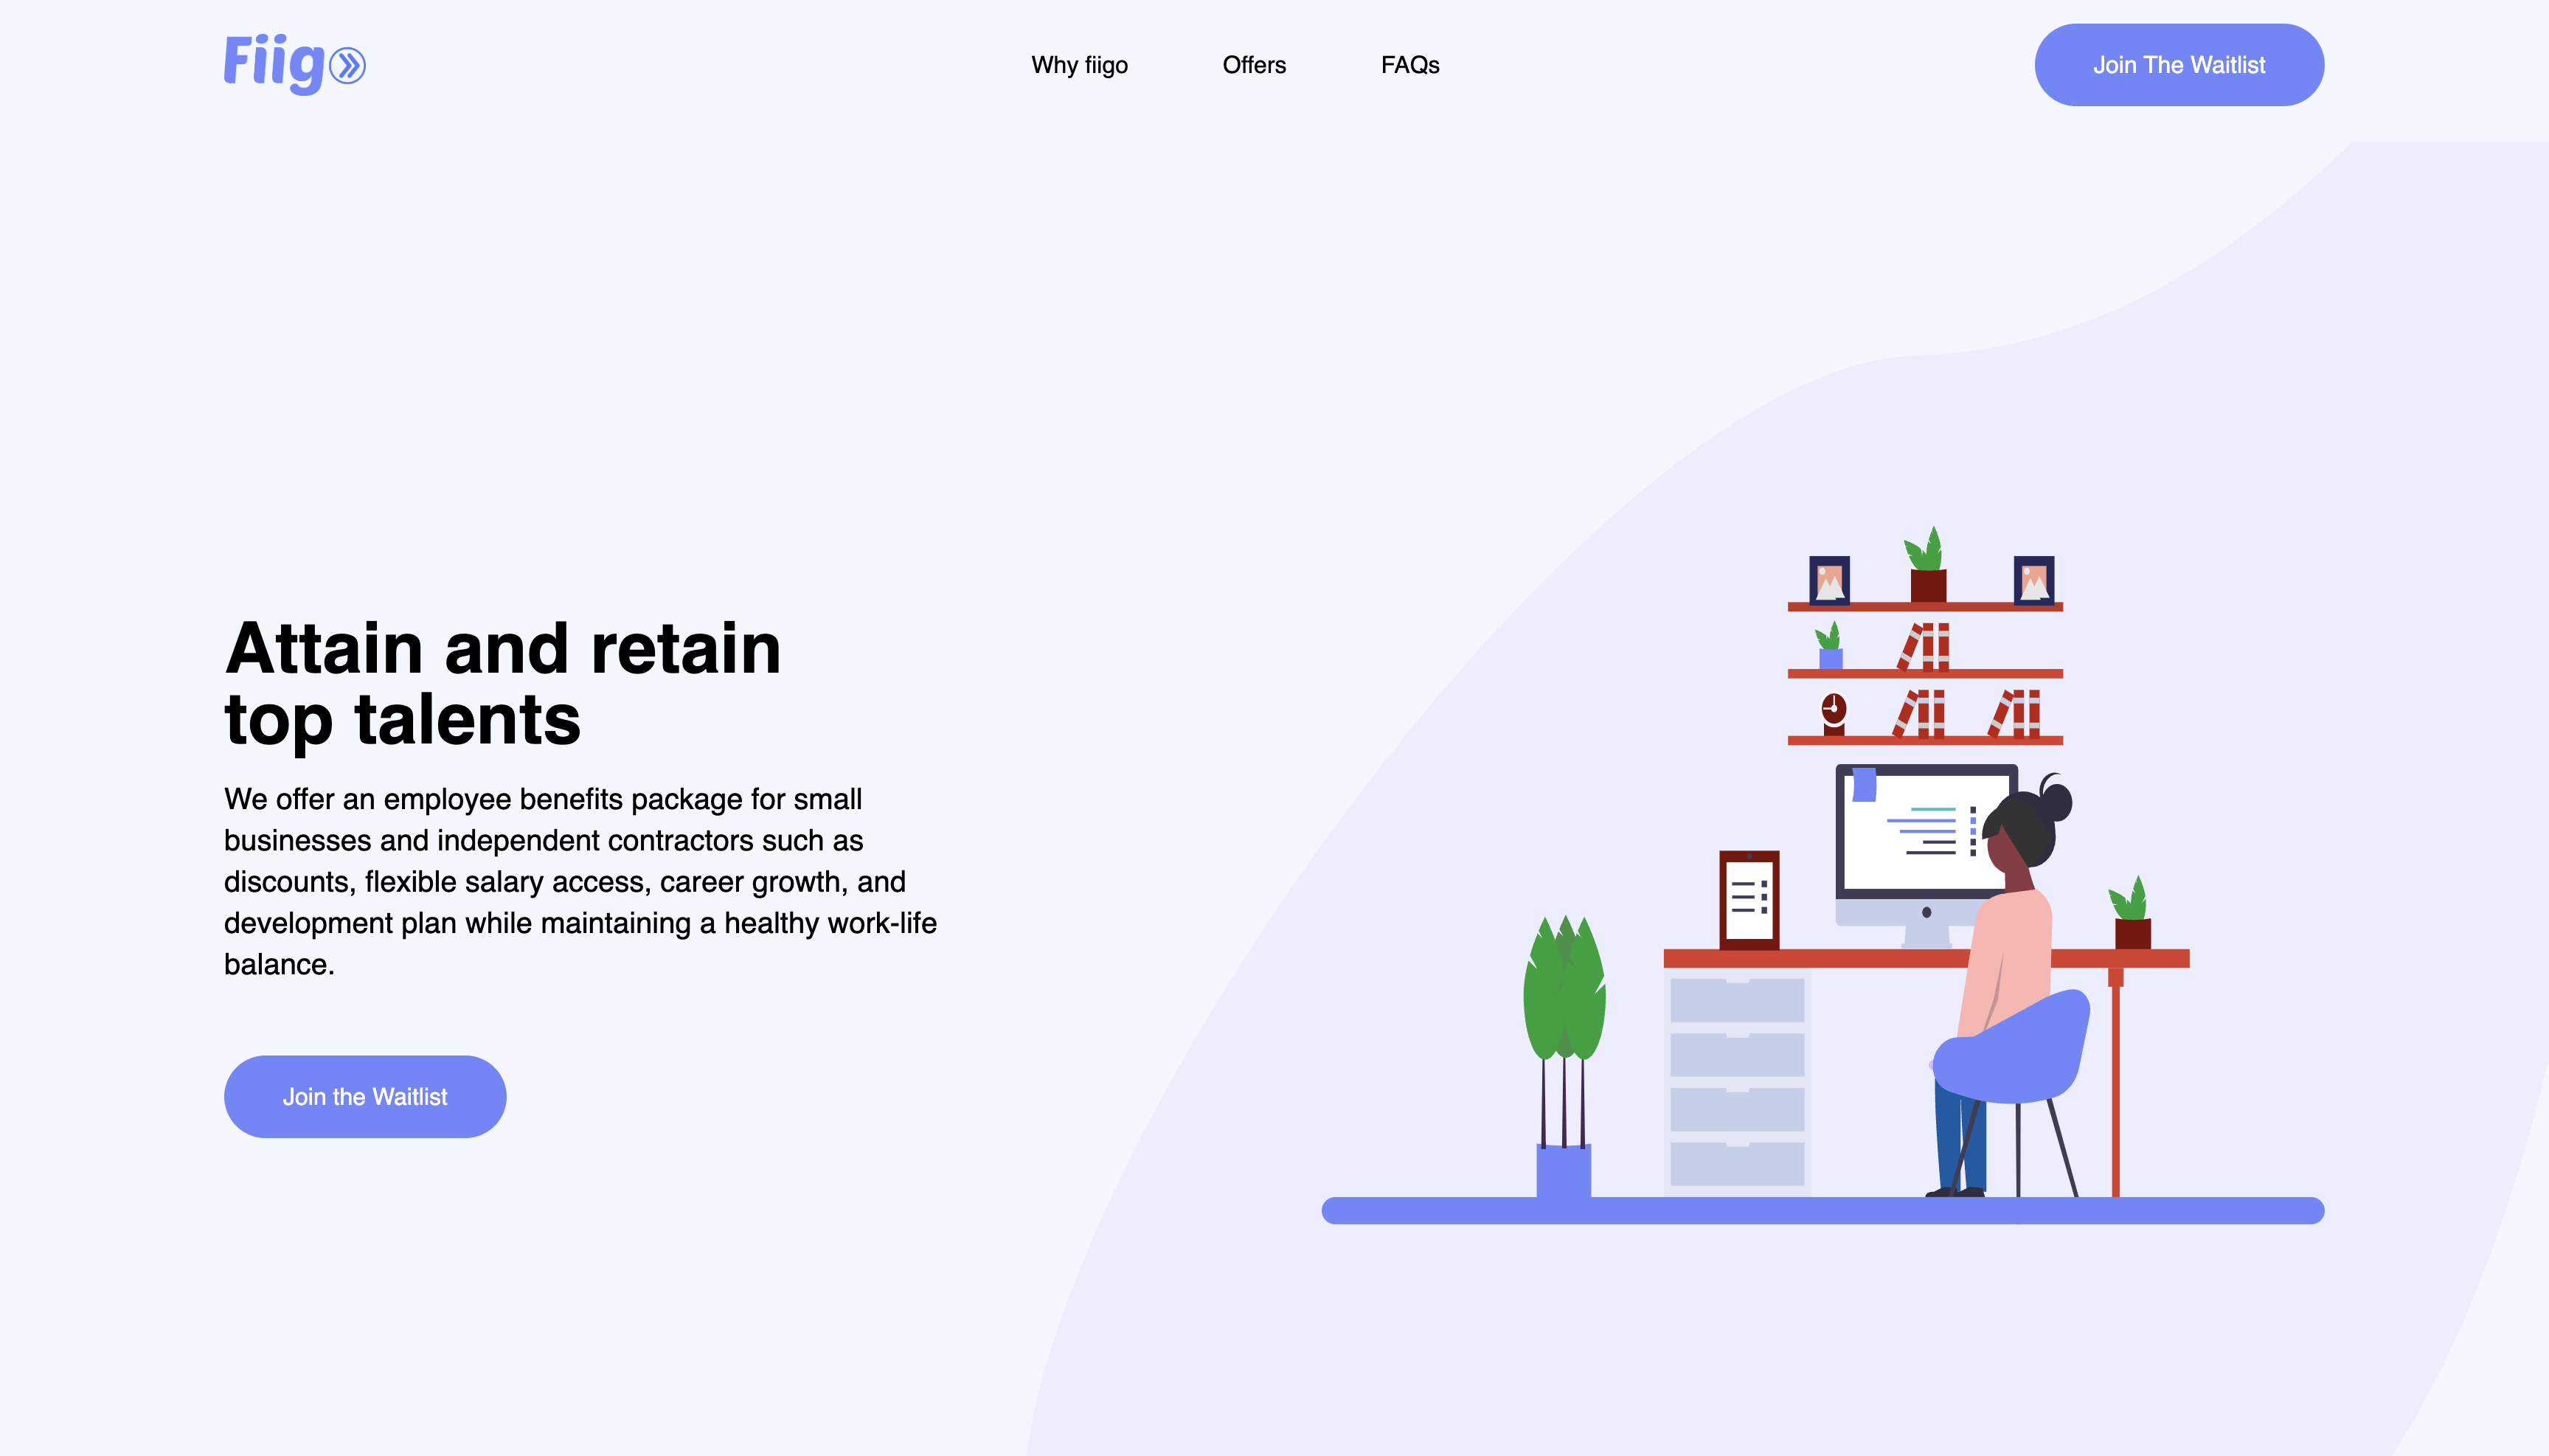 Fiigo
Why fiigo
Offers
FAQs
Join The Waitlist
Attain and retain
top talents
We offer an employee benefits package for small
businesses and independent contractors such as
discounts, flexible salary access, career growth, and
development plan while maintaining a healthy work-life
balance.
Join the Waitlist